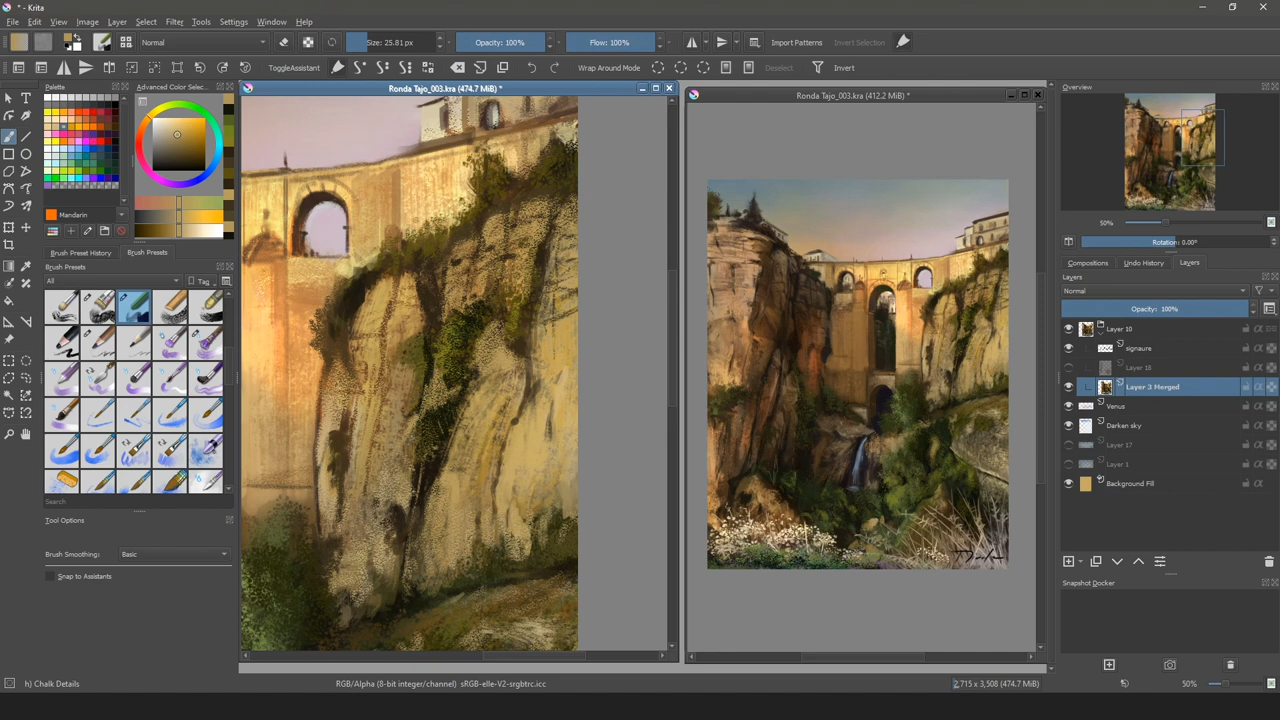 * - Krita
File Edit View Image Layer Select Filter Tools Settings Window Help
Normal Size: 25.81 px Opacity: 100% Flow: 100% Import Patterns Invert Selection
ToggleAssistant Wrap Around Mode Deselect Invert
Palette
Advanced Color Selec...
Mandarin
Brush Preset History Brush Presets
Brush Presets
All Tag
Search
Tool Options
Brush Smoothing: Basic
Snap to Assistants
Ronda Tajo_003.kra (474.7 MiB) *
Ronda Tajo_003.kra (412.2 MiB) *
Overview
50%
Rotation: 0.00°
Compositions Undo History Layers
Layers
Normal
Opacity: 100%
Layer 10
signaure
Layer 18
Layer 3 Merged
Venus
Darken sky
Layer 17
Layer 1
Background Fill
Snapshot Docker
h) Chalk Details RGB/Alpha (8-bit integer/channel) sRGB-elle-V2-srgbtrc.icc 2,715 x 3,508 (474.7 MiB) 50%